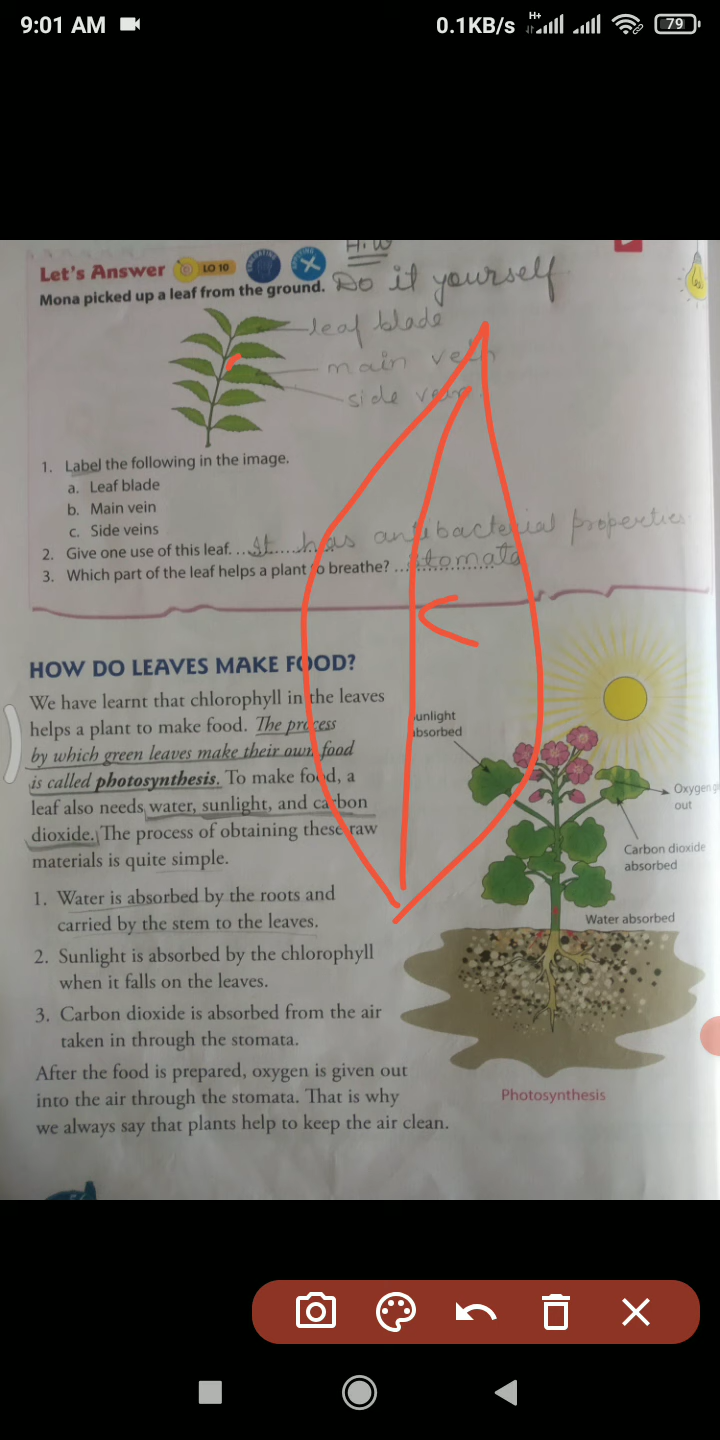 9:01 AM
0.1KB/s
H+
79
H.W
Let's Answer
LO 10
Do it yourself
Mona picked up a leaf from the ground.
leaf blade
main vein
side vein
1. Label the following in the image.
a. Leaf blade
b. Main vein
c. Side veins
2. Give one use of this leaf. It has antibacterial properties
3. Which part of the leaf helps a plant to breathe? stomata
HOW DO LEAVES MAKE FOOD?
We have learnt that chlorophyll in the leaves
helps a plant to make food. The process
by which green leaves make their own food
is called photosynthesis. To make food, a
leaf also needs water, sunlight, and carbon
dioxide. The process of obtaining these raw
materials is quite simple.
1. Water is absorbed by the roots and
carried by the stem to the leaves.
2. Sunlight is absorbed by the chlorophyll
when it falls on the leaves.
3. Carbon dioxide is absorbed from the air
taken in through the stomata.
After the food is prepared, oxygen is given out
into the air through the stomata. That is why
we always say that plants help to keep the air clean.
Sunlight
absorbed
Oxygen
out
Carbon dioxide
absorbed
Water absorbed
Photosynthesis